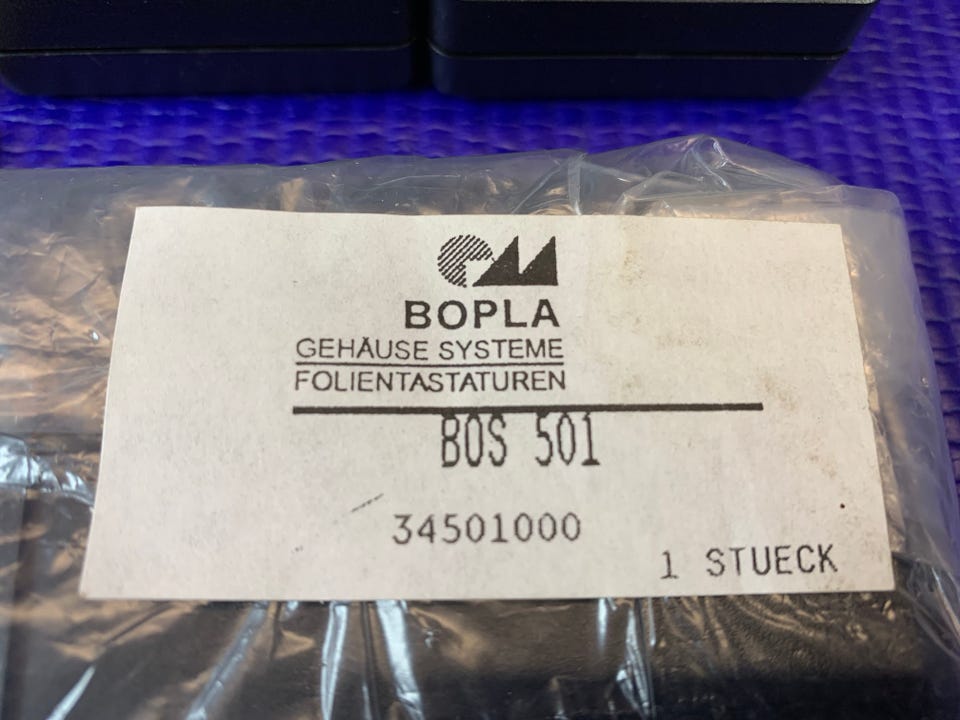 BOPLA
GEHÄUSE SYSTEME
FOLIENTASTATUREN
BOS 501
34501000
1 STUECK